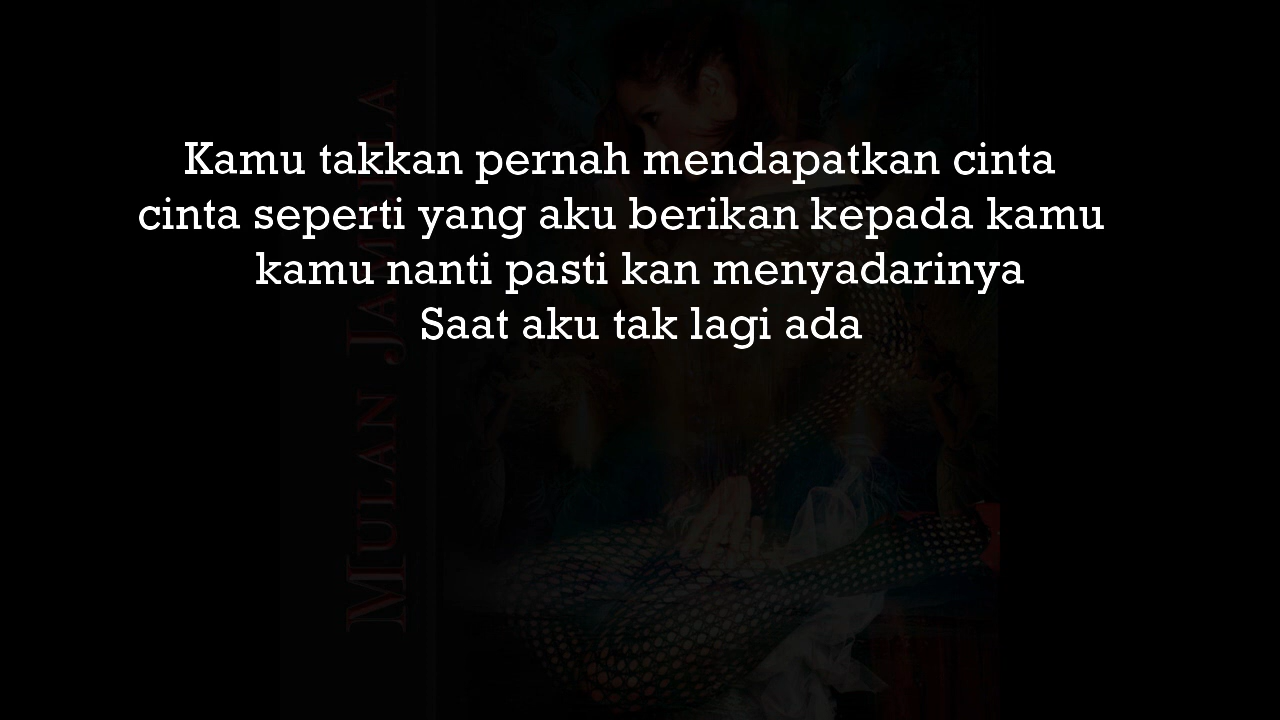 Kamu takkan pernah mendapatkan cinta
cinta seperti yang aku berikan kepada kamu
kamu nanti pasti kan menyadarinya
Saat aku tak lagi ada
MULAN JAMEELA